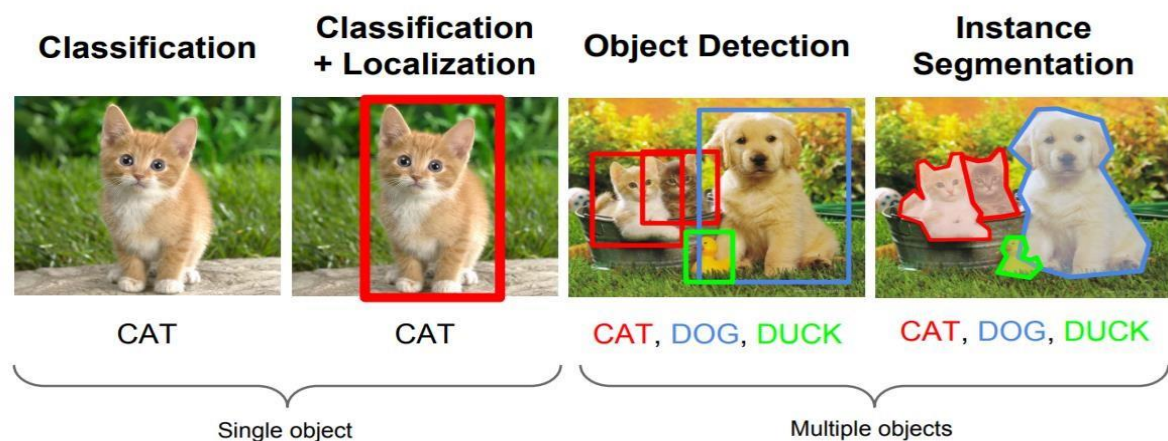 Classification
Classification
+ Localization
Object Detection
Instance
Segmentation
CAT
CAT
CAT, DOG, DUCK
CAT, DOG, DUCK
Single object
Multiple objects